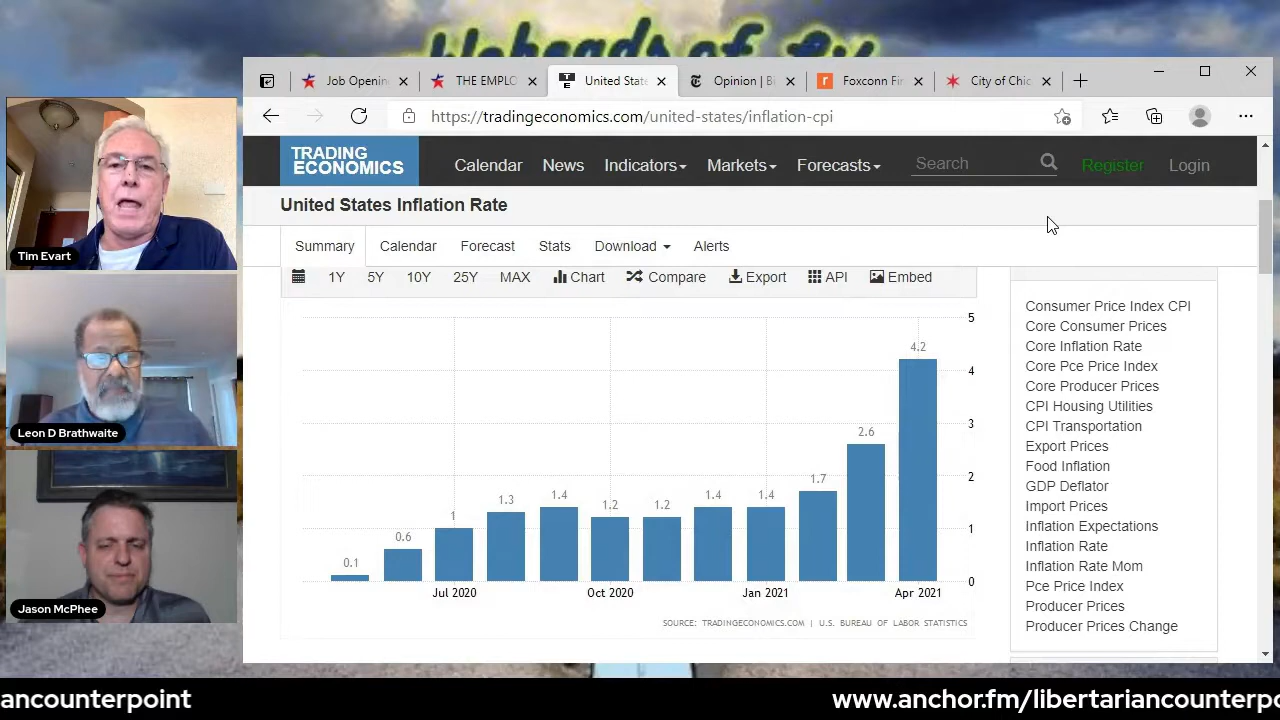 Job Openin
THE EMPLO
United State
Opinion | B
Foxconn Fir
City of Chic
https://tradingeconomics.com/united-states/inflation-cpi
TRADING
ECONOMICS
Calendar News Indicators Markets Forecasts Search Register Login
United States Inflation Rate
Summary Calendar Forecast Stats Download Alerts
1Y 5Y 10Y 25Y MAX Chart Compare Export API Embed
5
4
3
2
1
0
0.1
0.6
1
1.3
1.4
1.2
1.2
1.4
1.4
1.7
2.6
4.2
Jul 2020 Oct 2020 Jan 2021 Apr 2021
SOURCE: TRADINGECONOMICS.COM | U.S. BUREAU OF LABOR STATISTICS
Consumer Price Index CPI
Core Consumer Prices
Core Inflation Rate
Core Pce Price Index
Core Producer Prices
CPI Housing Utilities
CPI Transportation
Export Prices
Food Inflation
GDP Deflator
Import Prices
Inflation Expectations
Inflation Rate
Inflation Rate Mom
Pce Price Index
Producer Prices
Producer Prices Change
Tim Evart
Leon D Brathwaite
Jason McPhee
ancounterpoint
www.anchor.fm/libertariancounterpo